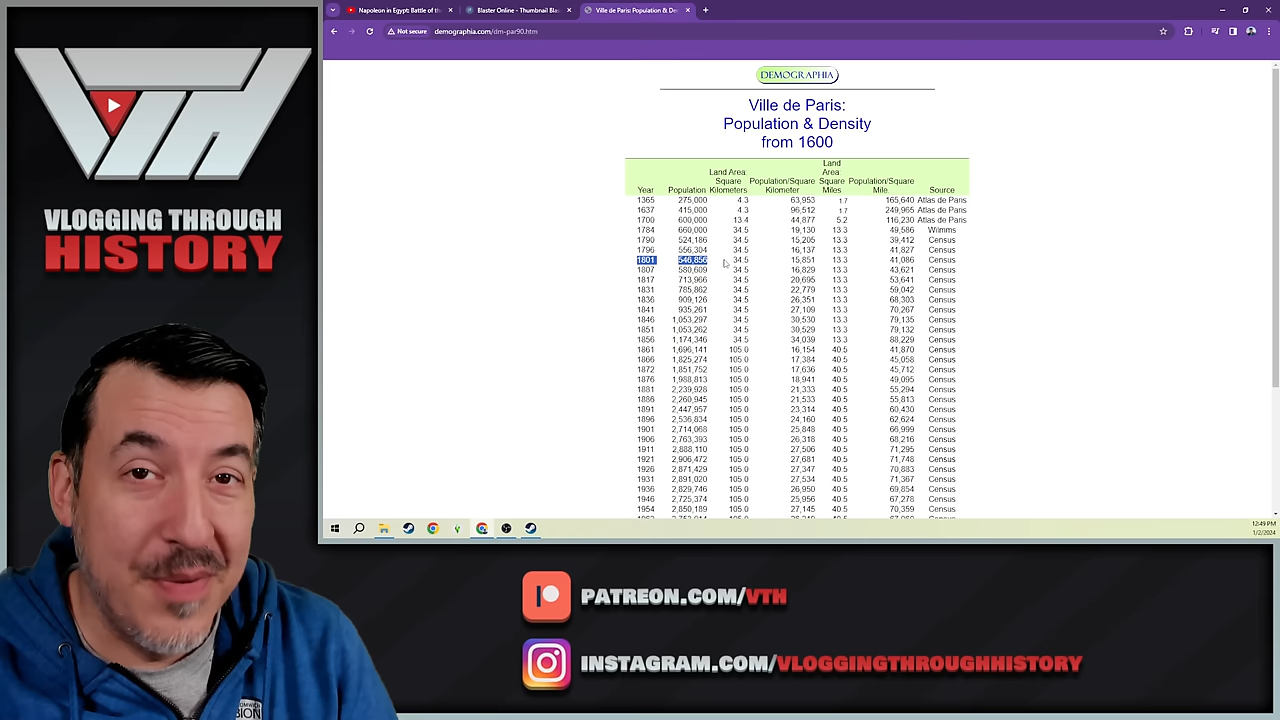 Napoleon in Egypt: Battle of th
Blaster Online - Thumbnail Blas
Ville de Paris: Population & De
Not secure
demographia.com/dm-par90.htm
VTH
VLOGGING THROUGH
HISTORY
DEMOGRAPHIA
Ville de Paris:
Population & Density
from 1600
Year Population Land Area: Square Kilometers Population/Square Kilometer Land Area: Square Miles Population/Square Mile. Source
1365 275,000 4.3 63,953 1.7 165,640 Atlas de Paris
1637 415,000 4.3 96,512 1.7 249,965 Atlas de Paris
1700 600,000 13.4 44,877 5.2 116,230 Atlas de Paris
1784 660,000 34.5 19,130 13.3 49,586 Wilmms
1790 524,186 34.5 15,205 13.3 39,412 Census
1796 556,304 34.5 16,137 13.3 41,827 Census
1801 546,856 34.5 15,851 13.3 41,086 Census
1807 580,609 34.5 16,829 13.3 43,621 Census
1817 713,966 34.5 20,695 13.3 53,641 Census
1831 785,862 34.5 22,779 13.3 59,042 Census
1836 909,126 34.5 26,351 13.3 68,303 Census
1841 935,261 34.5 27,109 13.3 70,267 Census
1846 1,053,297 34.5 30,530 13.3 79,135 Census
1851 1,053,262 34.5 30,529 13.3 79,132 Census
1856 1,174,346 34.5 34,039 13.3 88,229 Census
1861 1,696,141 105.0 16,154 40.5 41,870 Census
1866 1,825,274 105.0 17,384 40.5 45,058 Census
1872 1,851,752 105.0 17,636 40.5 45,712 Census
1876 1,988,813 105.0 18,941 40.5 49,095 Census
1881 2,239,928 105.0 21,333 40.5 55,294 Census
1886 2,260,945 105.0 21,533 40.5 55,813 Census
1891 2,447,957 105.0 23,314 40.5 60,430 Census
1896 2,536,834 105.0 24,160 40.5 62,624 Census
1901 2,714,068 105.0 25,848 40.5 66,999 Census
1906 2,763,393 105.0 26,318 40.5 68,216 Census
1911 2,888,110 105.0 27,506 40.5 71,295 Census
1921 2,906,472 105.0 27,681 40.5 71,748 Census
1926 2,871,429 105.0 27,347 40.5 70,883 Census
1931 2,891,020 105.0 27,534 40.5 71,367 Census
1936 2,829,746 105.0 26,950 40.5 69,854 Census
1946 2,725,374 105.0 25,956 40.5 67,278 Census
1954 2,850,189 105.0 27,145 40.5 70,359 Census
12:49 PM
1/2/2024
PATREON.COM/VTH
INSTAGRAM.COM/VLOGGINGTHROUGHHISTORY